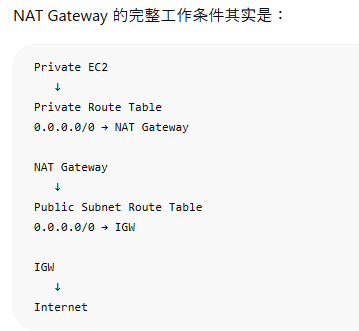 NAT Gateway 的完整工作条件其实是：
Private EC2
↓
Private Route Table
0.0.0.0/0 → NAT Gateway
NAT Gateway
↓
Public Subnet Route Table
0.0.0.0/0 → IGW
IGW
↓
Internet